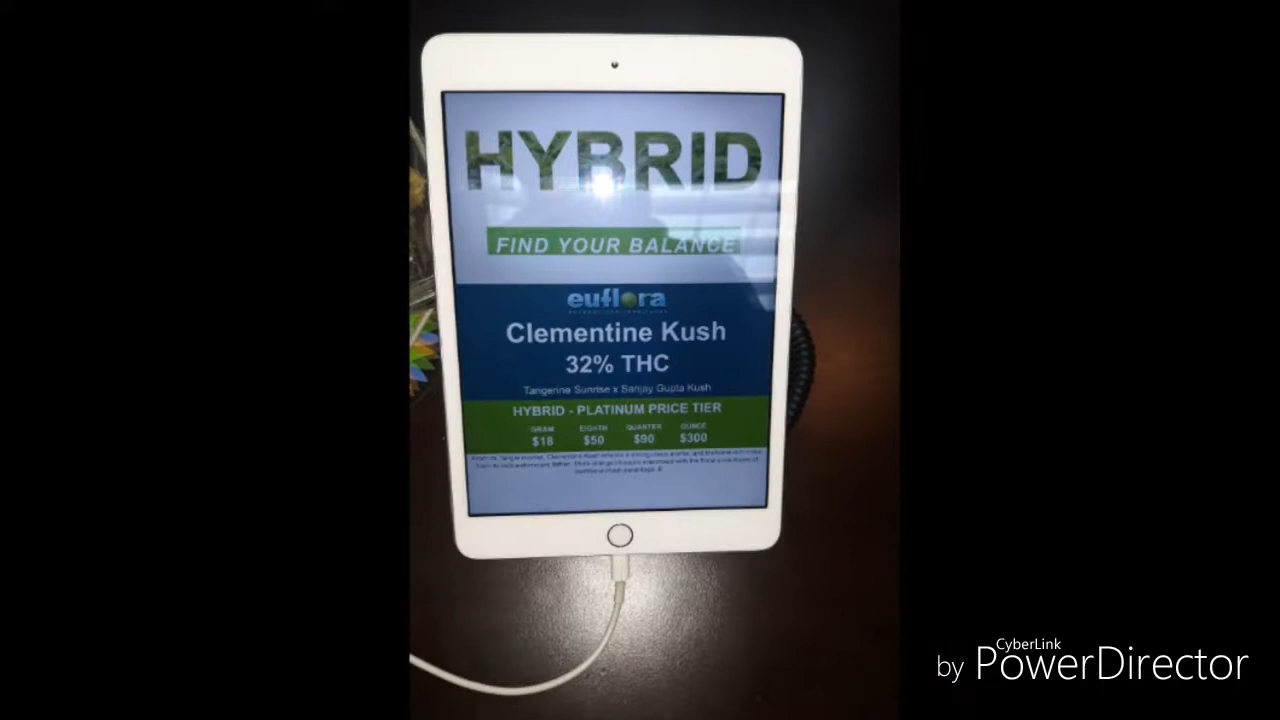 HYBRID
FIND YOUR BALANCE
euflora
Clementine Kush
32% THC
Tangerine Sunrise x Sanjay Gupta Kush
HYBRID - PLATINUM PRICE TIER
GRAM EIGHTH QUARTER OUNCE
$18 $50 $90 $300
CyberLink
by PowerDirector